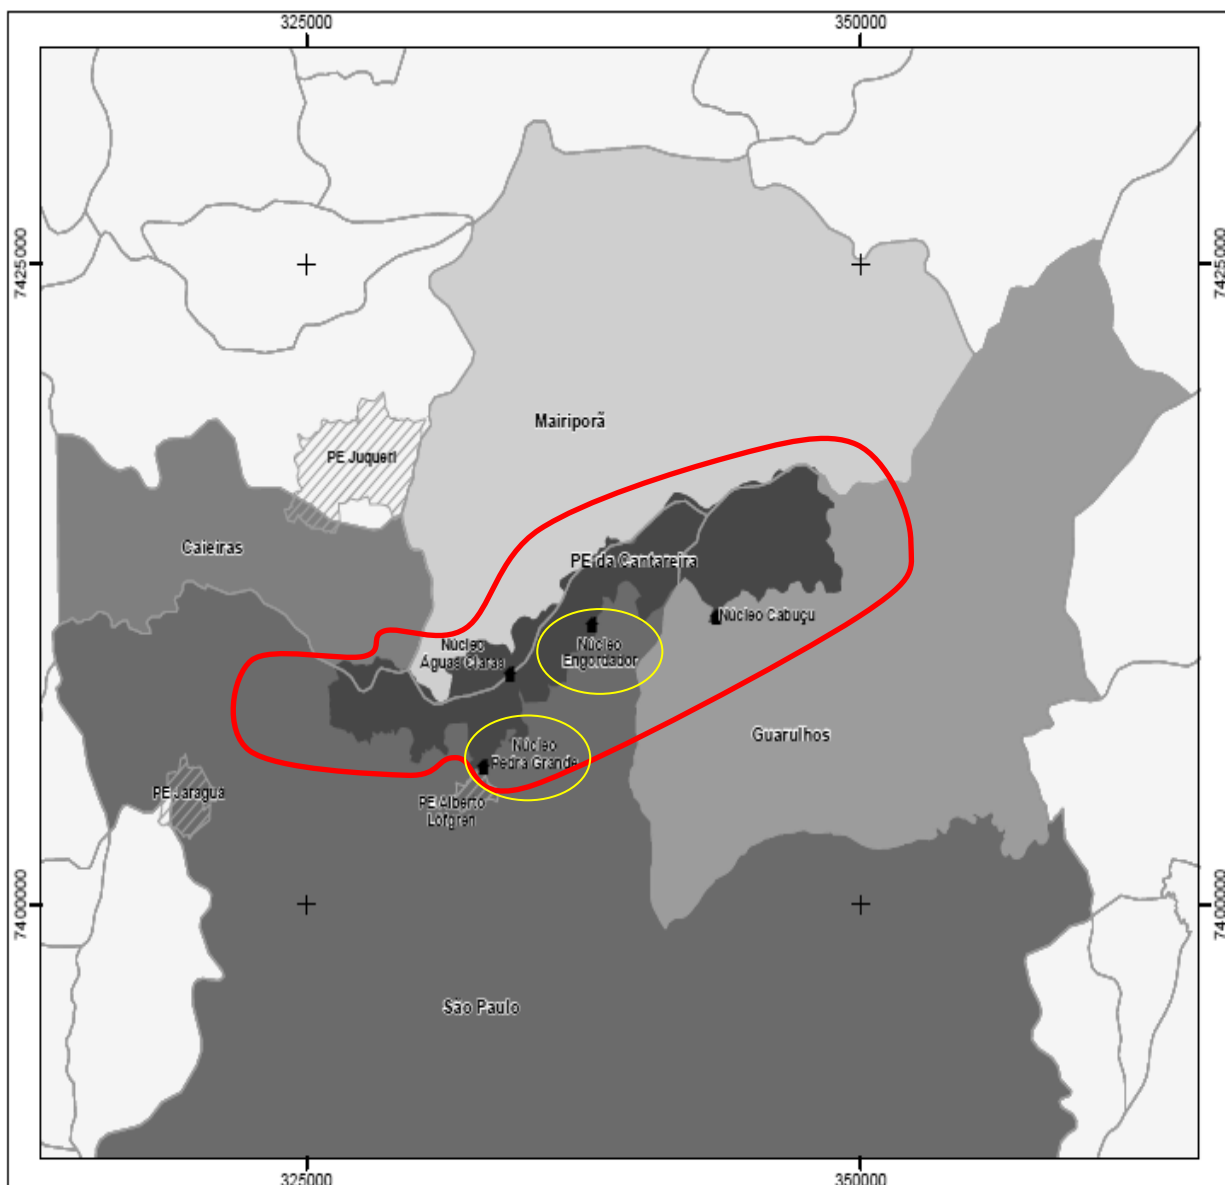 325000
350000
7425000
7425000
Mairiporã
PE Juqueri
Caieiras
PE da Cantareira
Núcleo Cabuçu
Núcleo
Águas Claras
Núcleo
Engordador
Guarulhos
Núcleo
Pedra Grande
PE Jaragua
PE Alberto
Lofgren
7400000
7400000
São Paulo
325000
350000